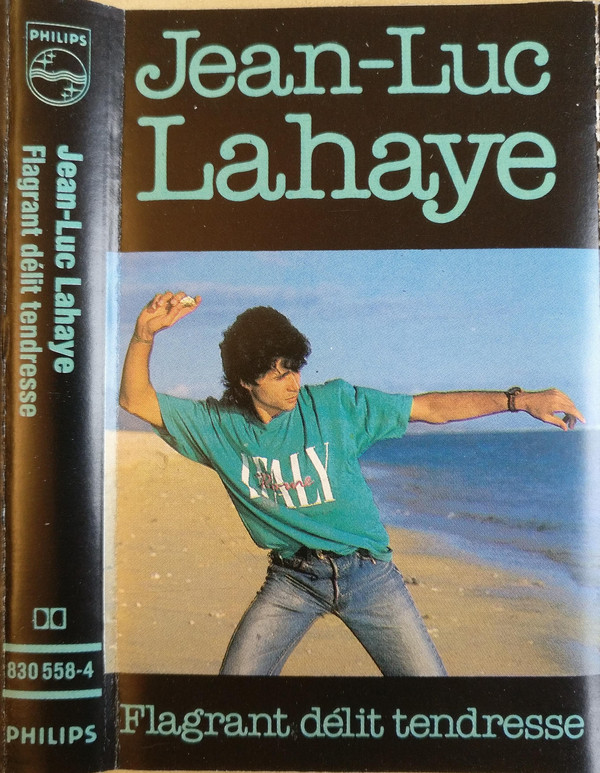 PHILIPS
Jean-Luc Lahaye
Flagrant délit tendresse
830 558-4
PHILIPS
Jean-Luc
Lahaye
ITALY
Flagrant délit tendresse